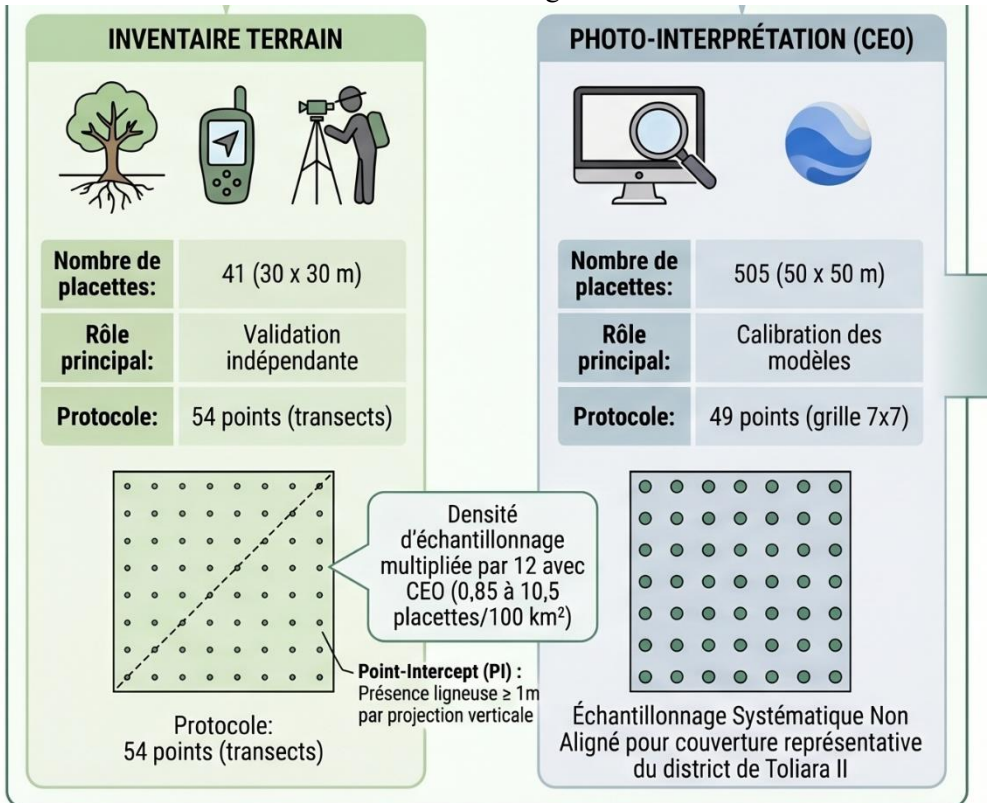 INVENTAIRE TERRAIN
Nombre de
placettes:
41 (30 x 30 m)
Rôle
principal:
Validation
indépendante
Protocole:
54 points (transects)
Densité
d'échantillonnage
multipliée par 12 avec
CEO (0,85 à 10,5
placettes/100 km²)
Point-Intercept (PI) :
Présence ligneuse ≥ 1m
par projection verticale
Protocole:
54 points (transects)
PHOTO-INTERPRÉTATION (CEO)
Nombre de
placettes:
505 (50 x 50 m)
Rôle
principal:
Calibration des
modèles
Protocole:
49 points (grille 7x7)
Échantillonnage Systématique Non
Aligné pour couverture représentative
du district de Toliara II